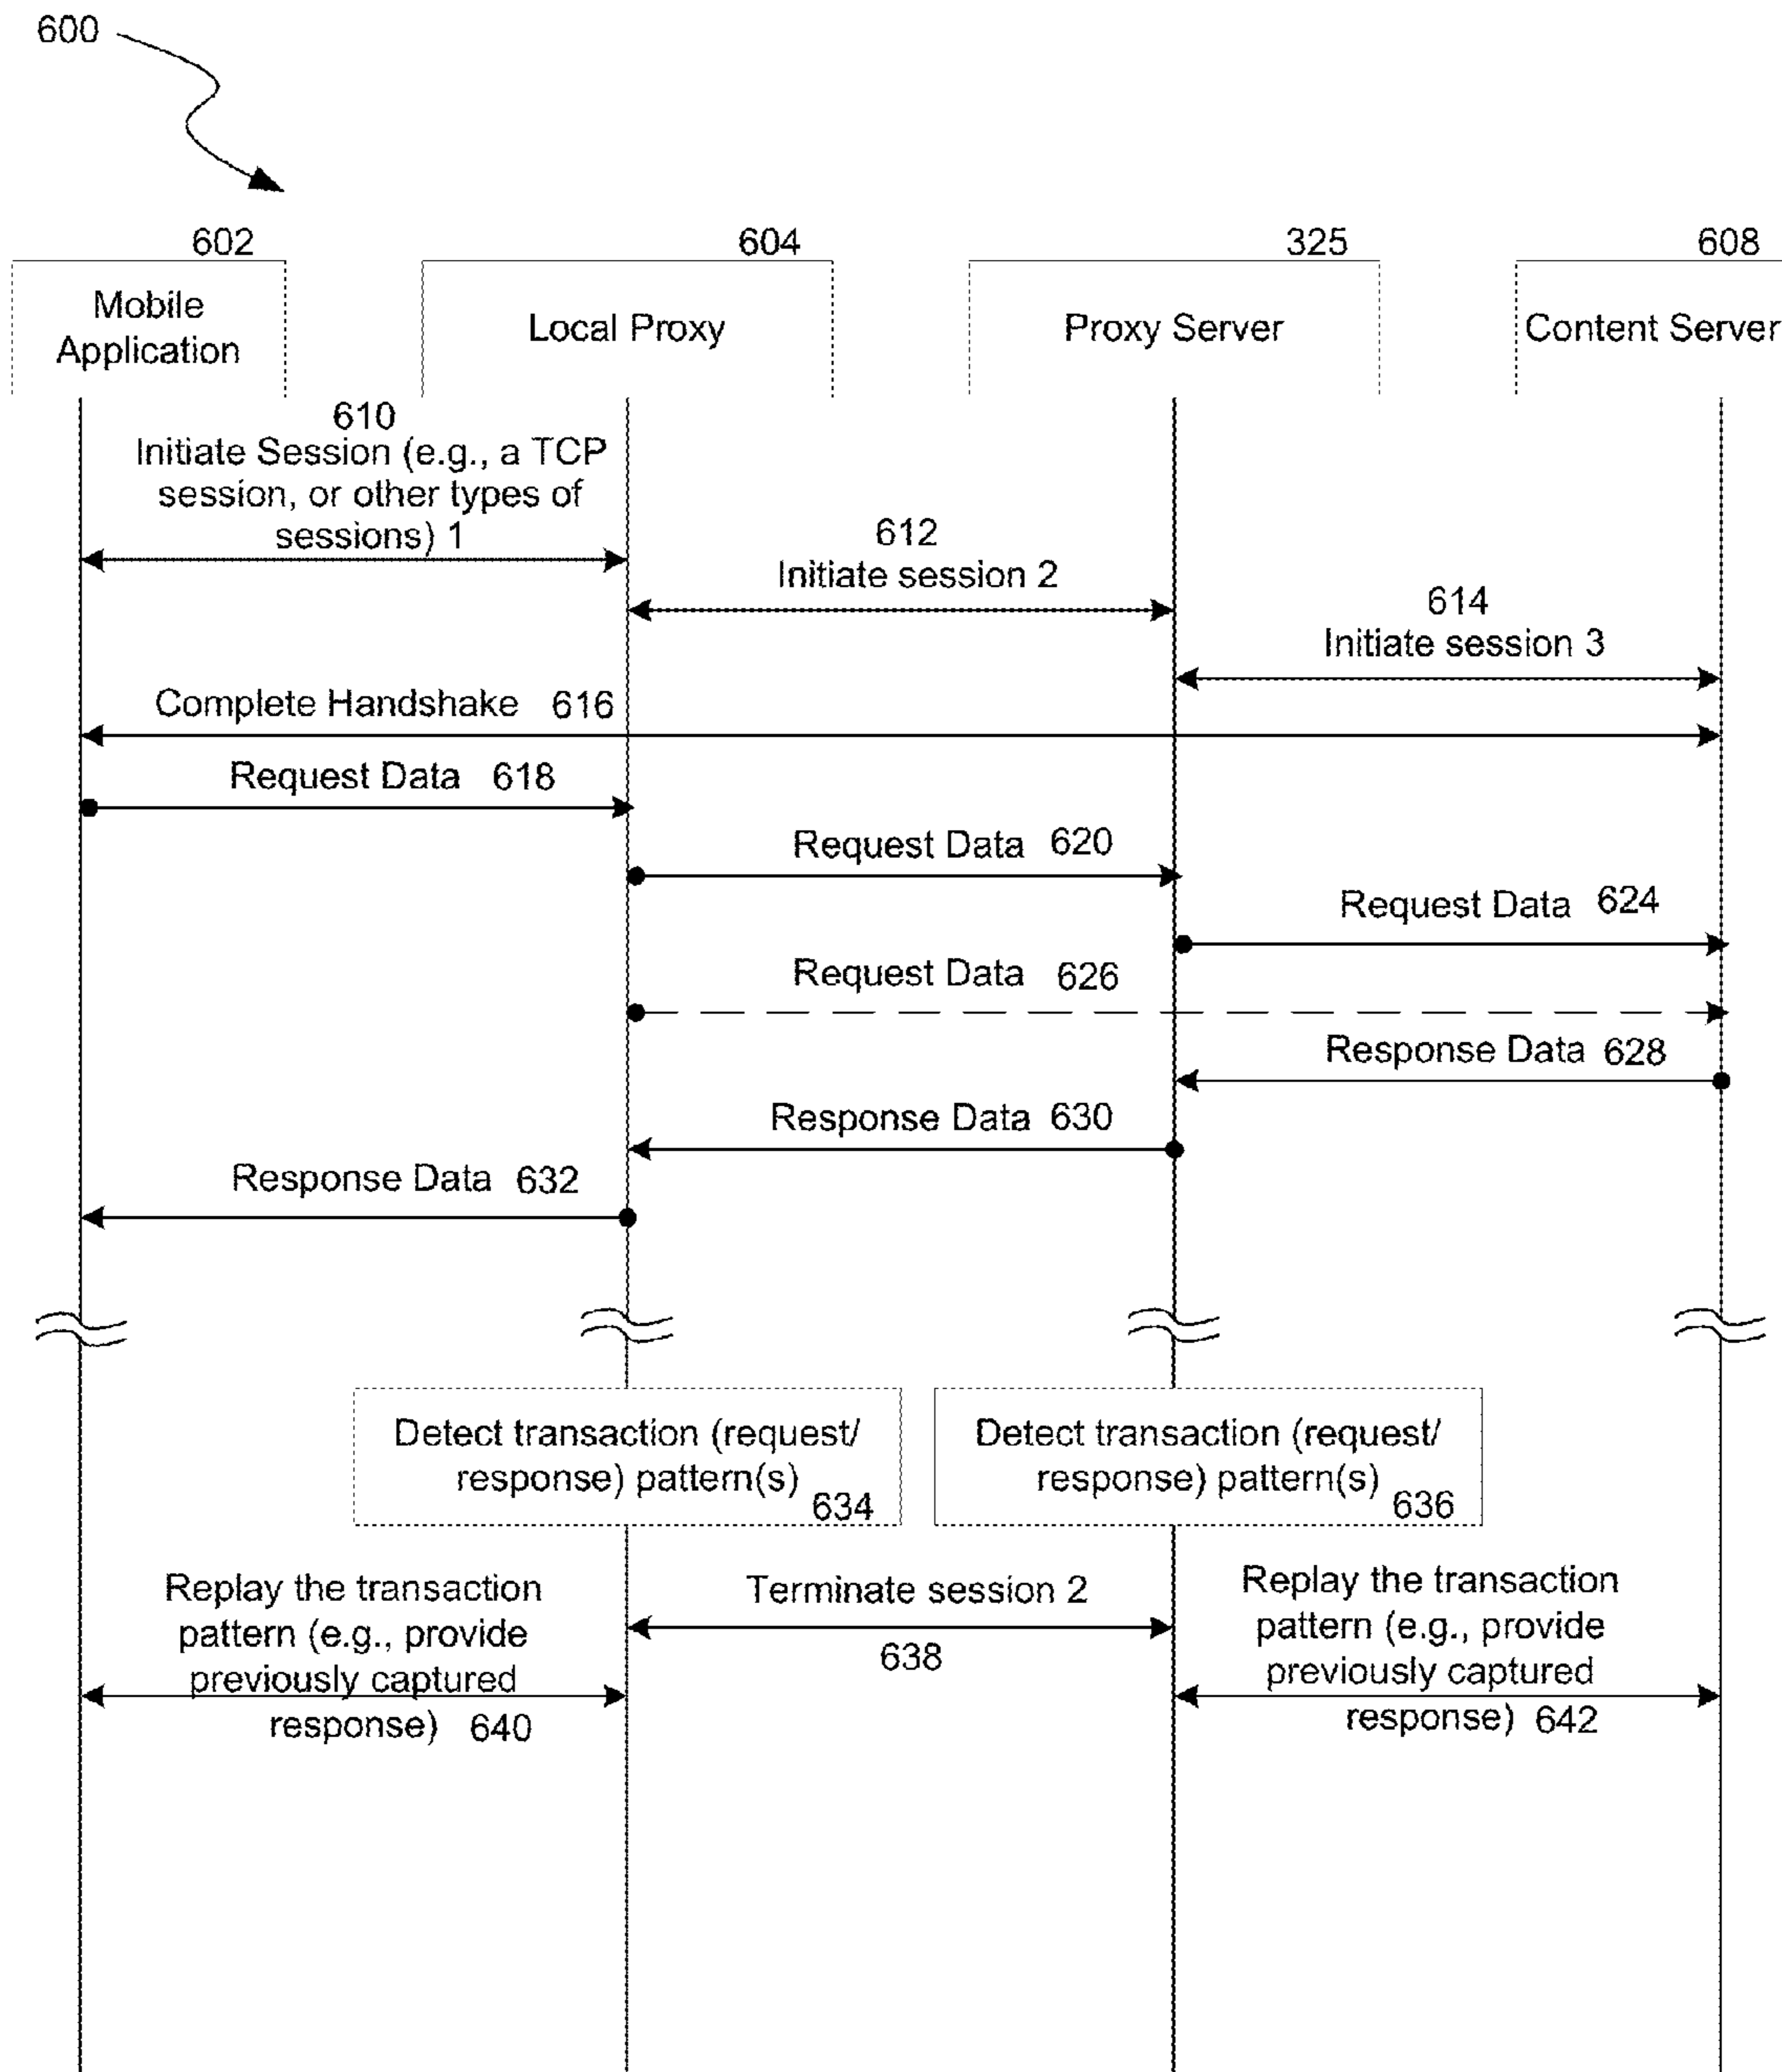 600
602
604
325
608
Mobile
Application
Local Proxy
Proxy Server
Content Server
610
Initiate Session (e.g., a TCP
session, or other types of
sessions) 1
612
Initiate session 2
614
Initiate session 3
Complete Handshake 616
Request Data 618
Request Data 620
Request Data 624
Request Data 626
Response Data 628
Response Data 630
Response Data 632
Detect transaction (request/
response) pattern(s)
634
Detect transaction (request/
response) pattern(s)
636
Replay the transaction
pattern (e.g., provide
previously captured
response) 640
Terminate session 2
638
Replay the transaction
pattern (e.g., provide
previously captured
response) 642